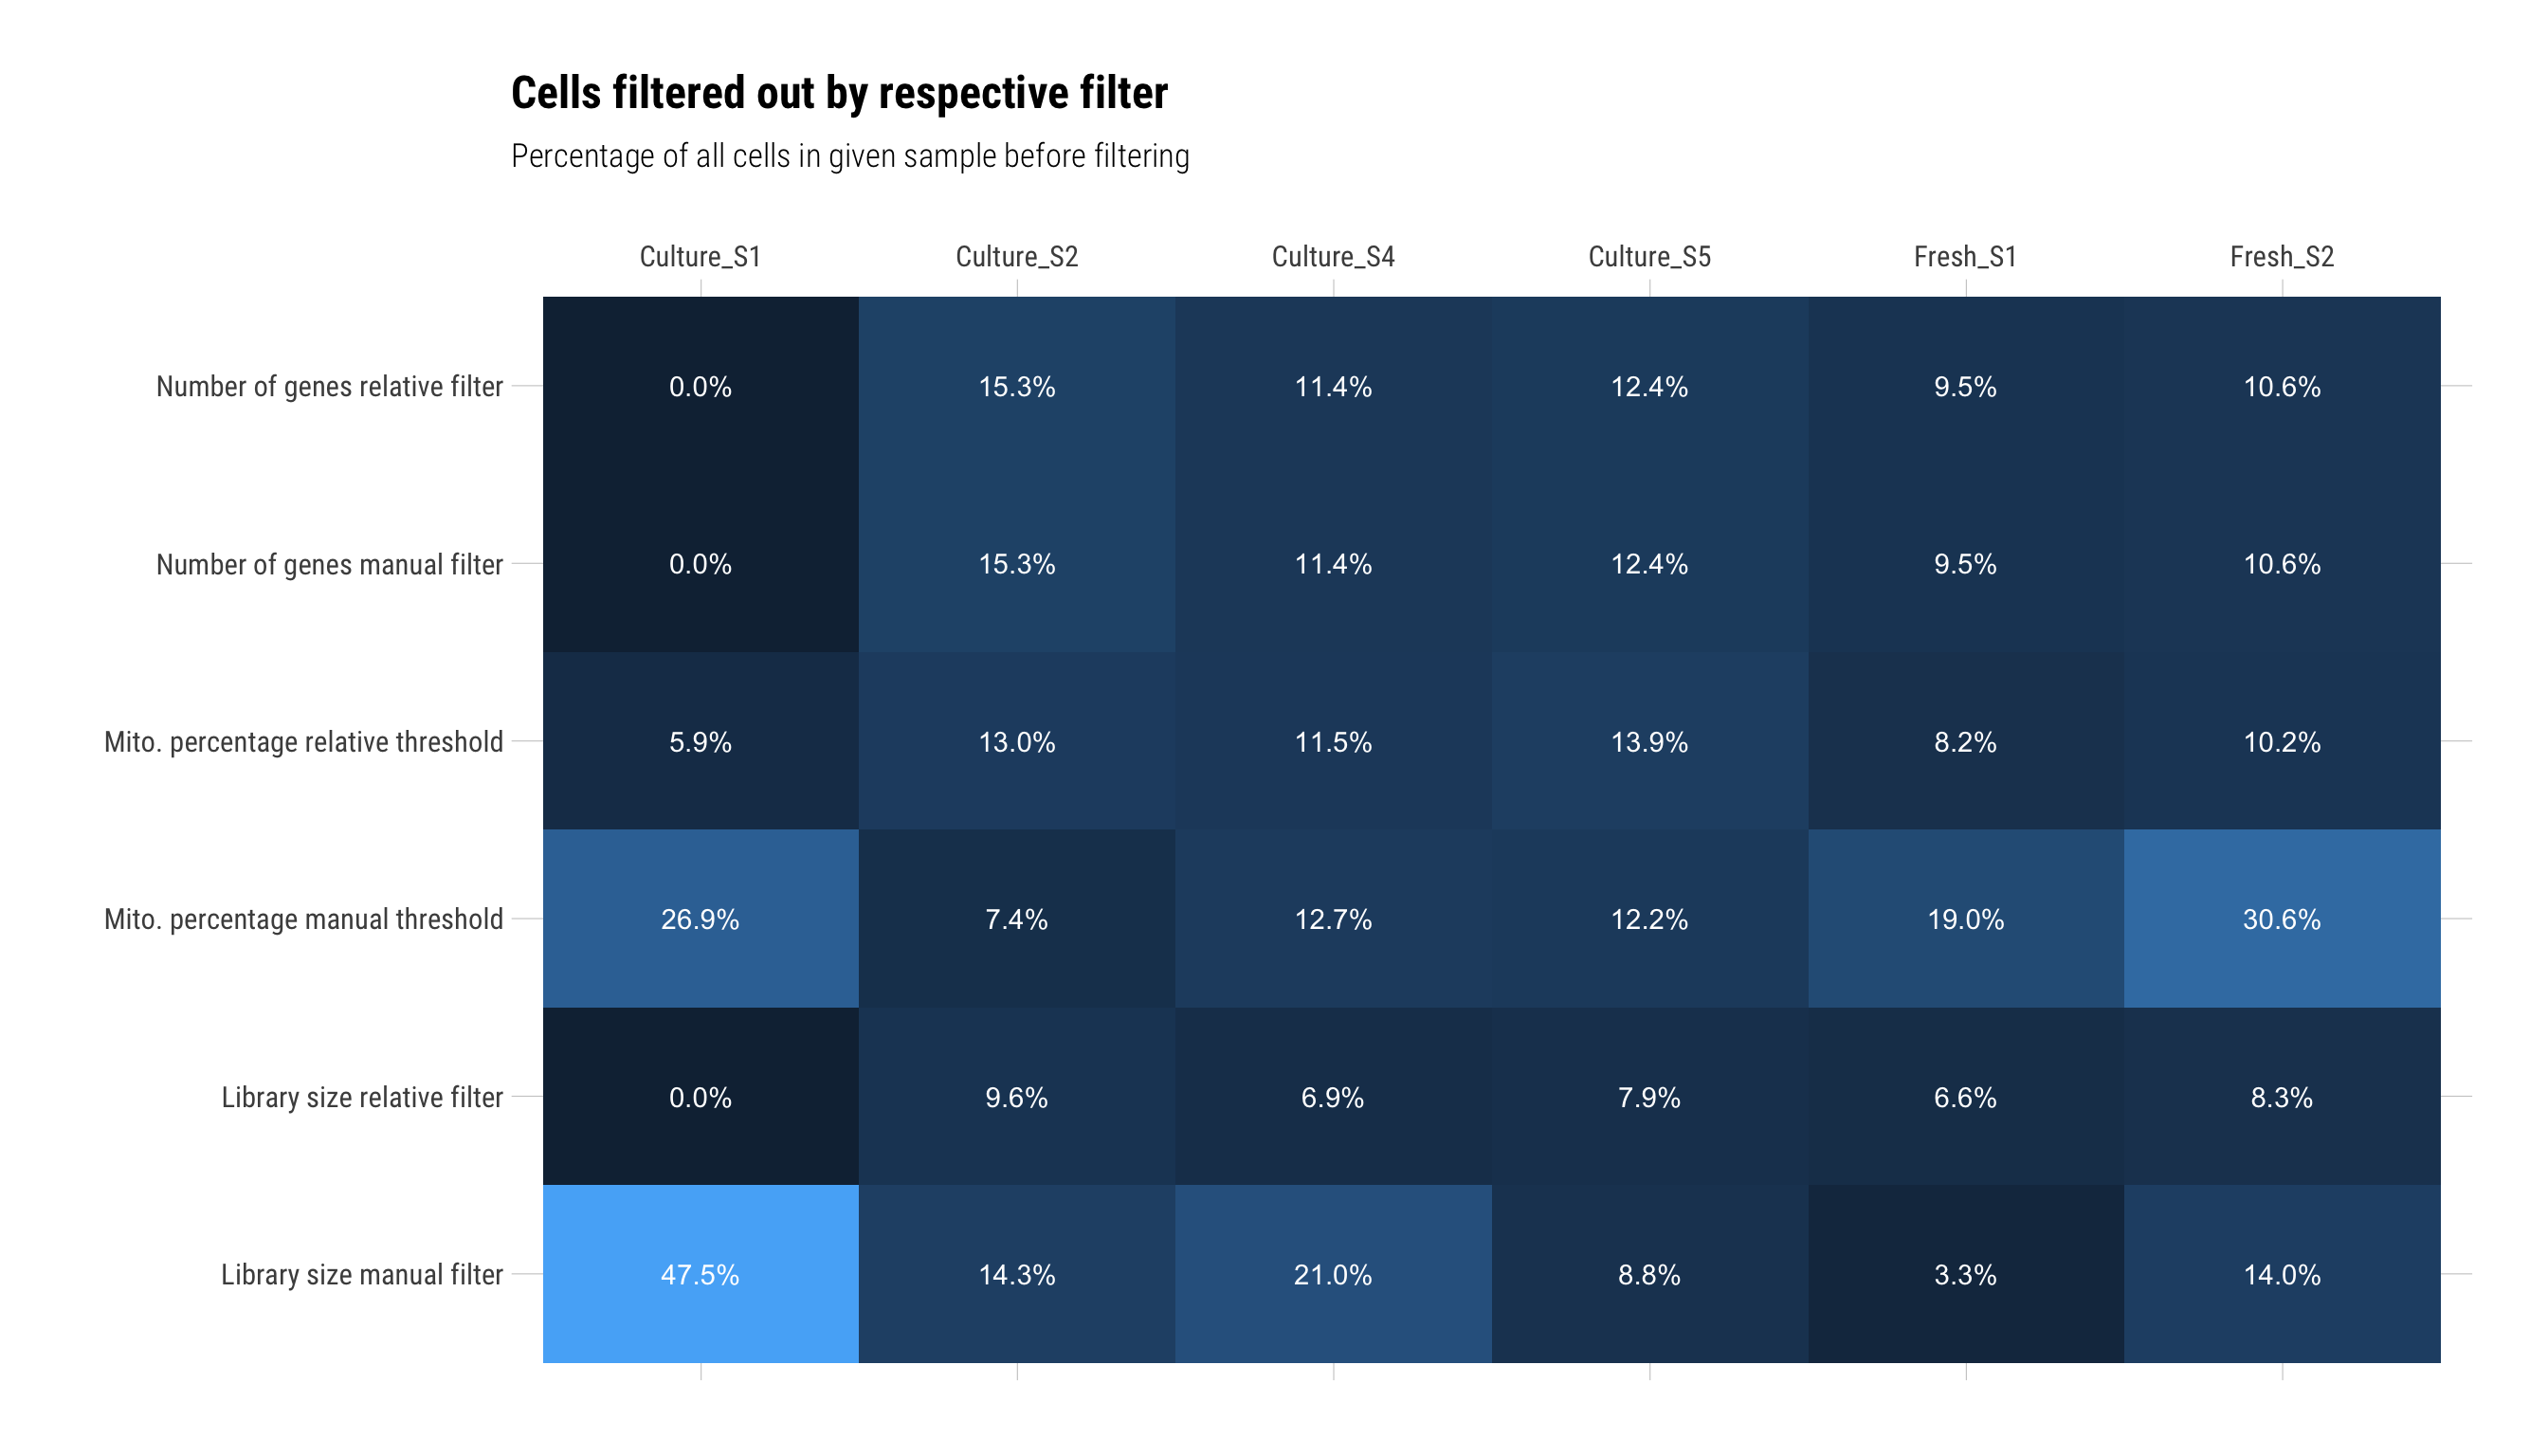 Cells filtered out by respective filter
Percentage of all cells in given sample before filtering
Culture_S1 Culture_S2 Culture_S4 Culture_S5 Fresh_S1 Fresh_S2
Number of genes relative filter 0.0% 15.3% 11.4% 12.4% 9.5% 10.6%
Number of genes manual filter 0.0% 15.3% 11.4% 12.4% 9.5% 10.6%
Mito. percentage relative threshold 5.9% 13.0% 11.5% 13.9% 8.2% 10.2%
Mito. percentage manual threshold 26.9% 7.4% 12.7% 12.2% 19.0% 30.6%
Library size relative filter 0.0% 9.6% 6.9% 7.9% 6.6% 8.3%
Library size manual filter 47.5% 14.3% 21.0% 8.8% 3.3% 14.0%